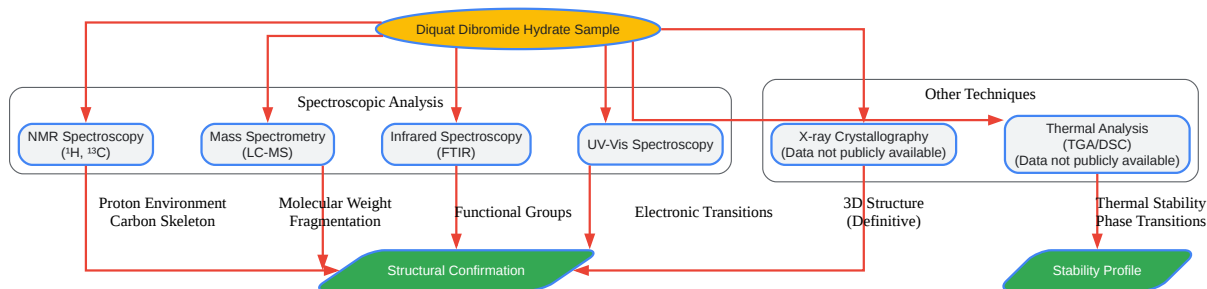 Diquat Dibromide Hydrate Sample
Spectroscopic Analysis
Other Techniques
NMR Spectroscopy
(¹H, ¹³C)
Mass Spectrometry
(LC-MS)
Infrared Spectroscopy
(FTIR)
UV-Vis Spectroscopy
X-ray Crystallography
(Data not publicly available)
Thermal Analysis
(TGA/DSC)
(Data not publicly available)
Proton Environment
Carbon Skeleton
Molecular Weight
Fragmentation
Functional Groups
Electronic Transitions
3D Structure
(Definitive)
Thermal Stability
Phase Transitions
Structural Confirmation
Stability Profile